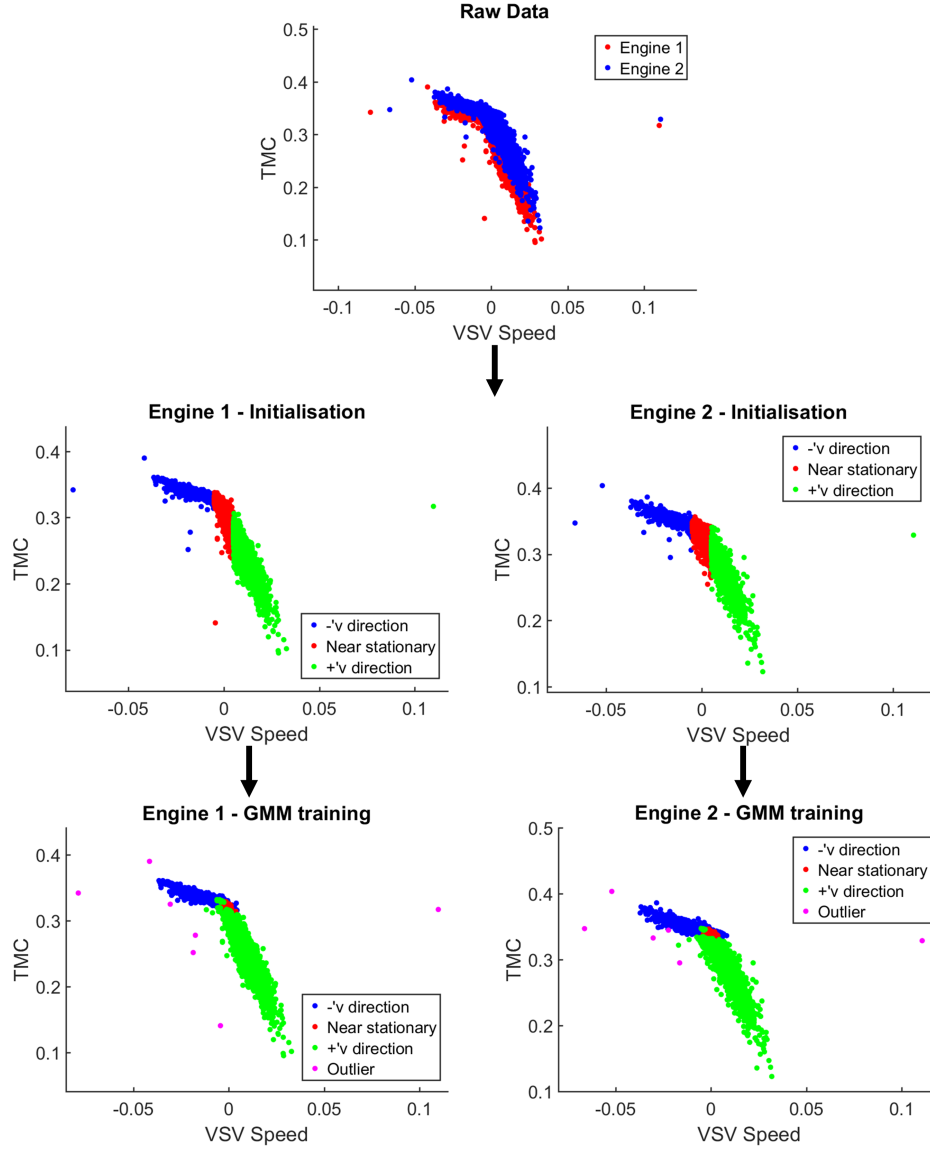 Raw Data
0.5
0.4
0.3
0.2
0.1
TMC
Engine 1
Engine 2
-0.1
-0.05
0
0.05
0.1
VSV Speed
Engine 1 - Initialisation
0.4
0.3
0.2
0.1
TMC
-'v direction
Near stationary
+'v direction
-0.05
0
0.05
0.1
VSV Speed
Engine 2 - Initialisation
0.4
0.3
0.2
0.1
TMC
-'v direction
Near stationary
+'v direction
-0.05
0
0.05
0.1
VSV Speed
Engine 1 - GMM training
0.4
0.3
0.2
0.1
TMC
-'v direction
Near stationary
+'v direction
Outlier
-0.05
0
0.05
0.1
VSV Speed
Engine 2 - GMM training
0.5
0.4
0.3
0.2
0.1
TMC
-'v direction
Near stationary
+'v direction
Outlier
-0.05
0
0.05
0.1
VSV Speed